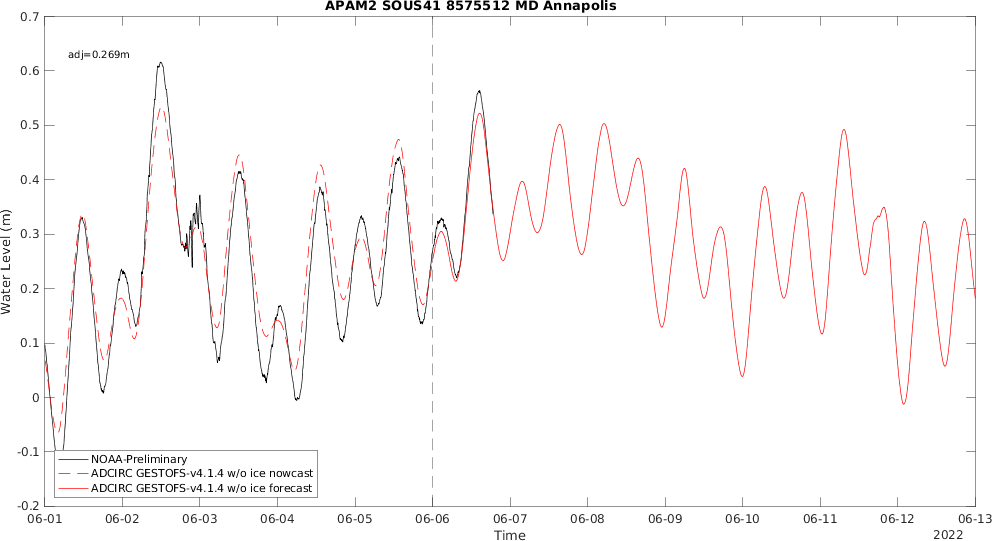 APAM2 SOUS41 8575512 MD Annapolis
adj=0.269m
0.7
0.6
0.5
0.4
0.3
0.2
0.1
0
-0.1
-0.2
Water Level (m)
NOAA-Preliminary
ADCIRC GESTOFS-v4.1.4 w/o ice nowcast
ADCIRC GESTOFS-v4.1.4 w/o ice forecast
06-01 06-02 06-03 06-04 06-05 06-06 06-07 06-08 06-09 06-10 06-11 06-12 06-13
Time
2022